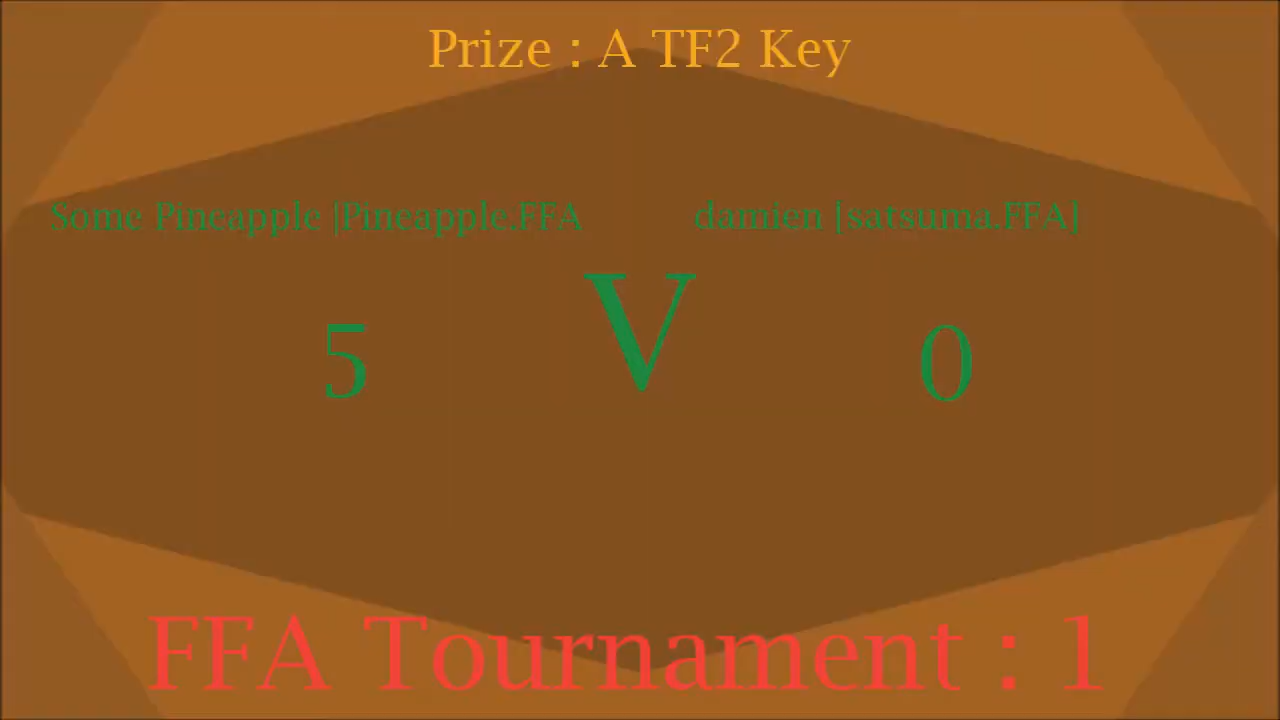 Prize : A TF2 Key
Some Pineapple |Pineapple.FFA
damien [satsuma.FFA]
V
5
0
FFA Tournament : 1